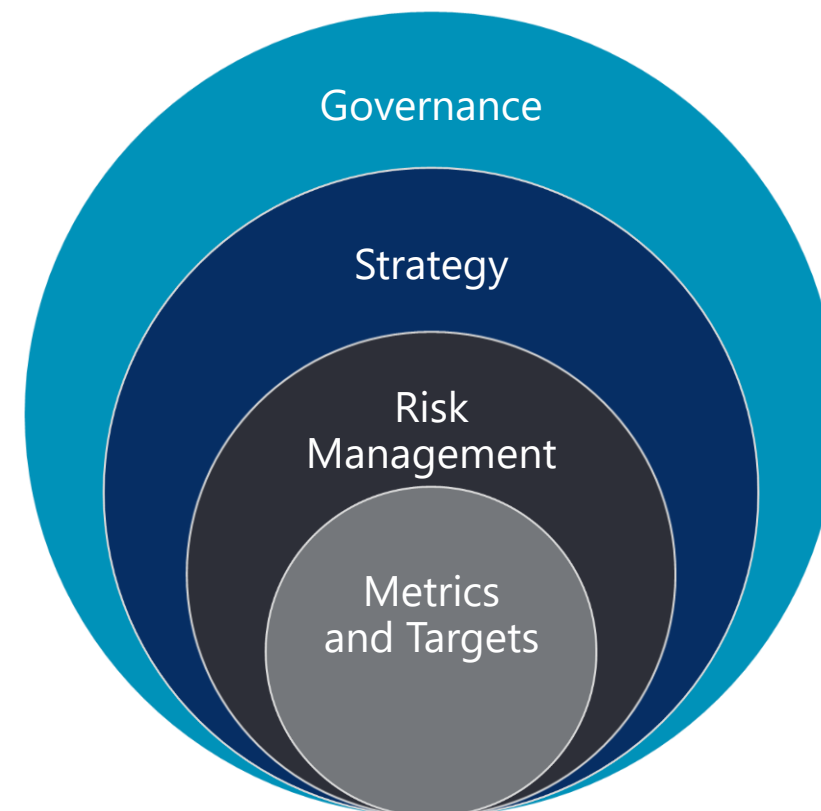 Governance
Strategy
Risk
Management
Metrics
and Targets